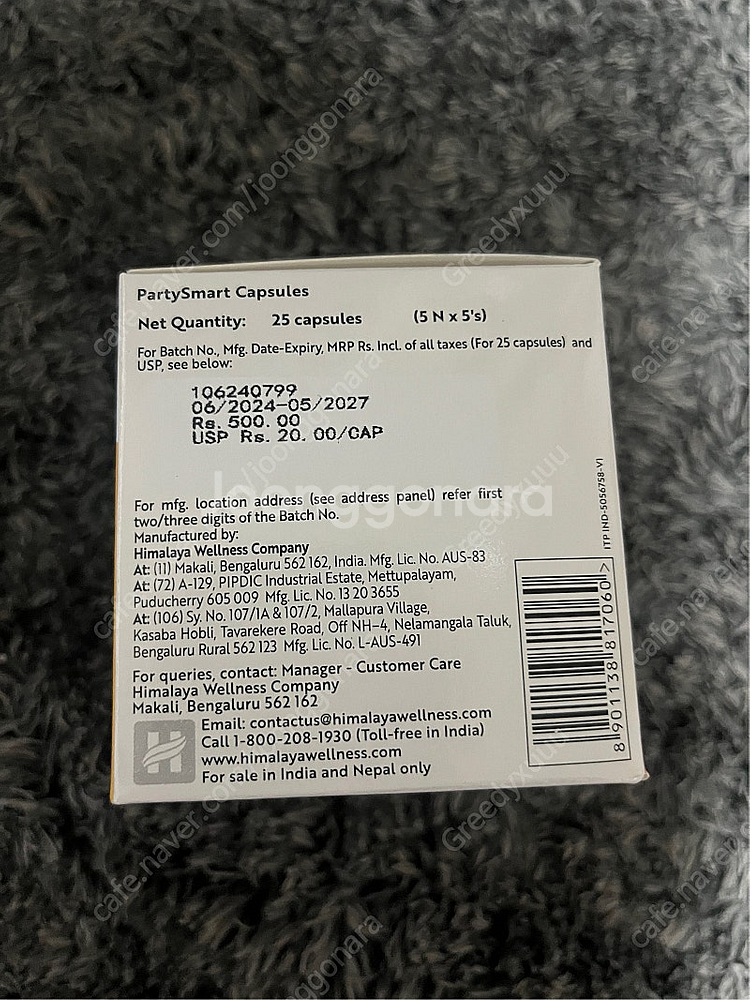 PartySmart Capsules
Net Quantity: 25 capsules (5 N x 5's)
For Batch No., Mfg. Date-Expiry, MRP Rs. Incl. of all taxes (For 25 capsules) and
USP, see below:
106240799
06/2024-05/2027
Rs. 500. 00
USP Rs. 20. 00/CAP
For mfg. location address (see address panel) refer first
two/three digits of the Batch No.
Manufactured by:
Himalaya Wellness Company
At: (11) Makali, Bengaluru 562 162, India. Mfg. Lic. No. AUS-83
At: (72) A-129, PIPDIC Industrial Estate, Mettupalayam,
Puducherry 605 009 Mfg. Lic. No. 13 20 3655
At: (106) Sy. No. 107/1A & 107/2, Mallapura Village,
Kasaba Hobli, Tavarekere Road, Off NH-4, Nelamangala Taluk,
Bengaluru Rural 562 123 Mfg. Lic. No. L-AUS-491
For queries, contact: Manager - Customer Care
Himalaya Wellness Company
Makali, Bengaluru 562 162
Email: contactus@himalayawellness.com
Call 1-800-208-1930 (Toll-free in India)
www.himalayawellness.com
For sale in India and Nepal only
ITP IND-5056758-V1
8 901138 817060 >
joonggonara
cafe.naver.com/joonggonara
Greedyxuuu